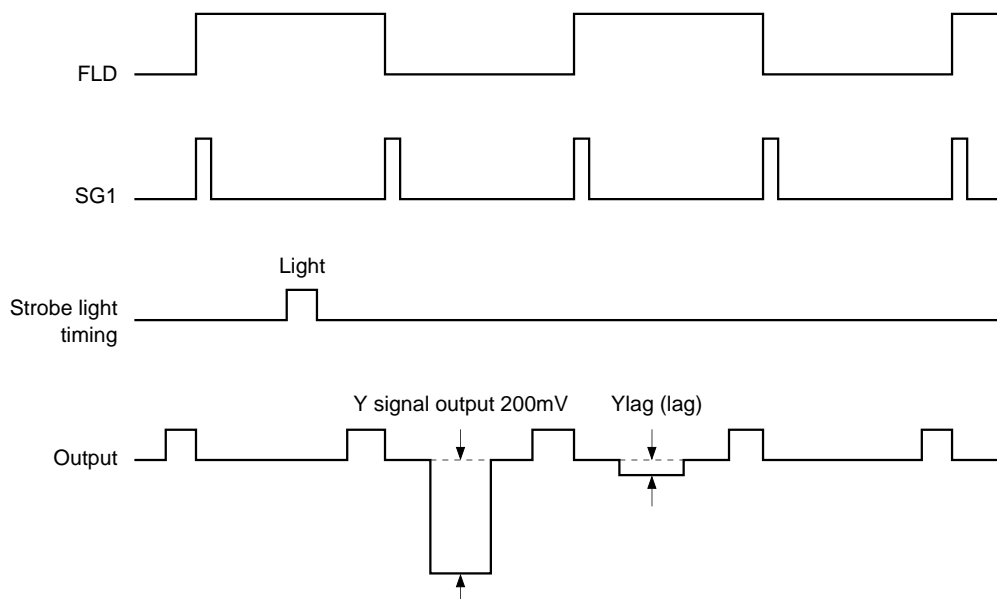 FLD
SG1
Light
Strobe light
timing
Y signal output 200mV
Ylag (lag)
Output